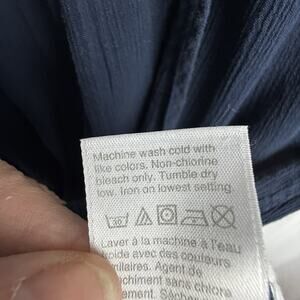 Machine wash cold with
like colors. Non-chlorine
bleach only. Tumble dry
low. Iron on lowest setting.
30
Laver à la machine à l'eau
froide avec des couleurs
similaires. Agent de
sans chlore